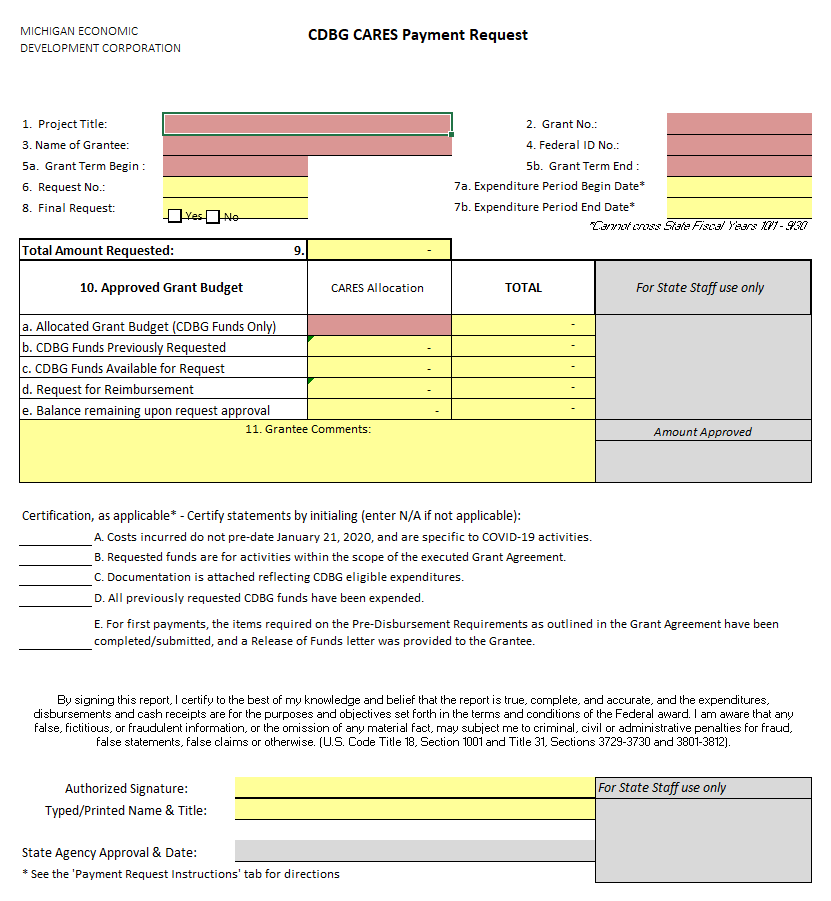 MICHIGAN ECONOMIC
DEVELOPMENT CORPORATION
CDBG CARES Payment Request
1. Project Title:
2. Grant No.:
3. Name of Grantee:
4. Federal ID No.:
5a. Grant Term Begin :
5b. Grant Term End :
6. Request No.:
7a. Expenditure Period Begin Date*
8. Final Request:
Yes
No
7b. Expenditure Period End Date*
*Cannot cross State Fiscal Years 10/1 - 9/30
Total Amount Requested: 9. -
10. Approved Grant Budget
CARES Allocation
TOTAL
For State Staff use only
a. Allocated Grant Budget (CDBG Funds Only) -
b. CDBG Funds Previously Requested - -
c. CDBG Funds Available for Request - -
d. Request for Reimbursement - -
e. Balance remaining upon request approval - -
11. Grantee Comments:
Amount Approved
Certification, as applicable* - Certify statements by initialing (enter N/A if not applicable):
A. Costs incurred do not pre-date January 21, 2020, and are specific to COVID-19 activities.
B. Requested funds are for activities within the scope of the executed Grant Agreement.
C. Documentation is attached reflecting CDBG eligible expenditures.
D. All previously requested CDBG funds have been expended.
E. For first payments, the items required on the Pre-Disbursement Requirements as outlined in the Grant Agreement have been
completed/submitted, and a Release of Funds letter was provided to the Grantee.
By signing this report, I certify to the best of my knowledge and belief that the report is true, complete, and accurate, and the expenditures,
disbursements and cash receipts are for the purposes and objectives set forth in the terms and conditions of the Federal award. I am aware that any
false, fictitious, or fraudulent information, or the omission of any material fact, may subject me to criminal, civil or administrative penalties for fraud,
false statements, false claims or otherwise. (U.S. Code Title 18, Section 1001 and Title 31, Sections 3729-3730 and 3801-3812).
Authorized Signature:
For State Staff use only
Typed/Printed Name & Title:
State Agency Approval & Date:
* See the 'Payment Request Instructions' tab for directions